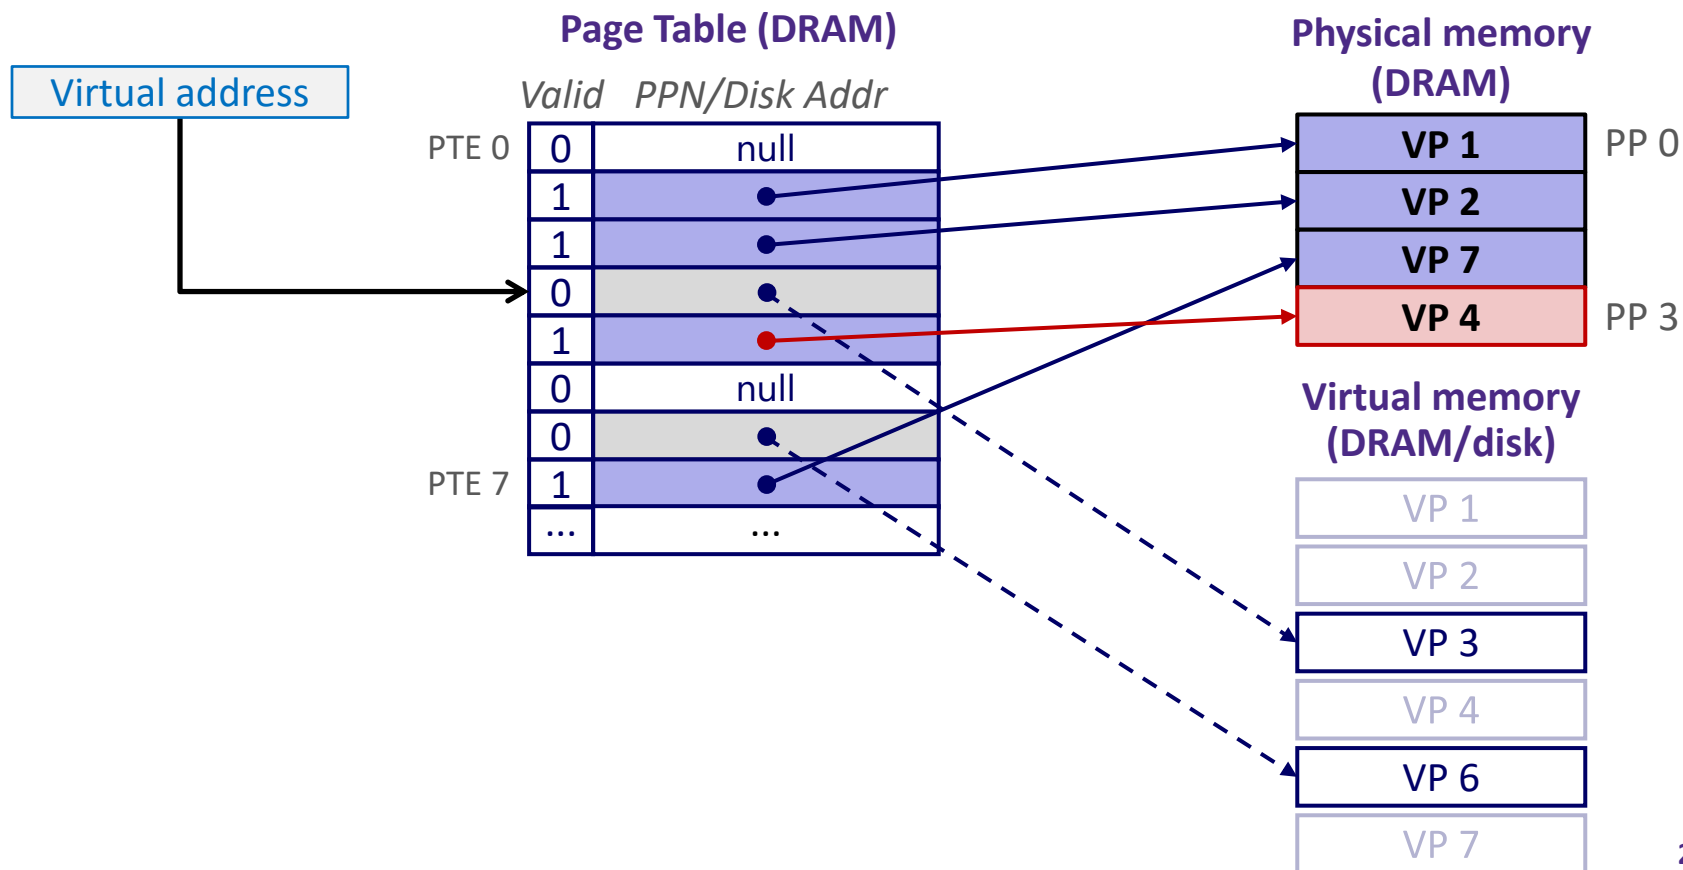 Page Table (DRAM)
Physical memory
(DRAM)
Virtual address
Valid PPN/Disk Addr
PTE 0 0 null
1
1
0
1
0 null
0
PTE 7 1
... ...
VP 1 PP 0
VP 2
VP 7
VP 4 PP 3
Virtual memory
(DRAM/disk)
VP 1
VP 2
VP 3
VP 4
VP 6
VP 7